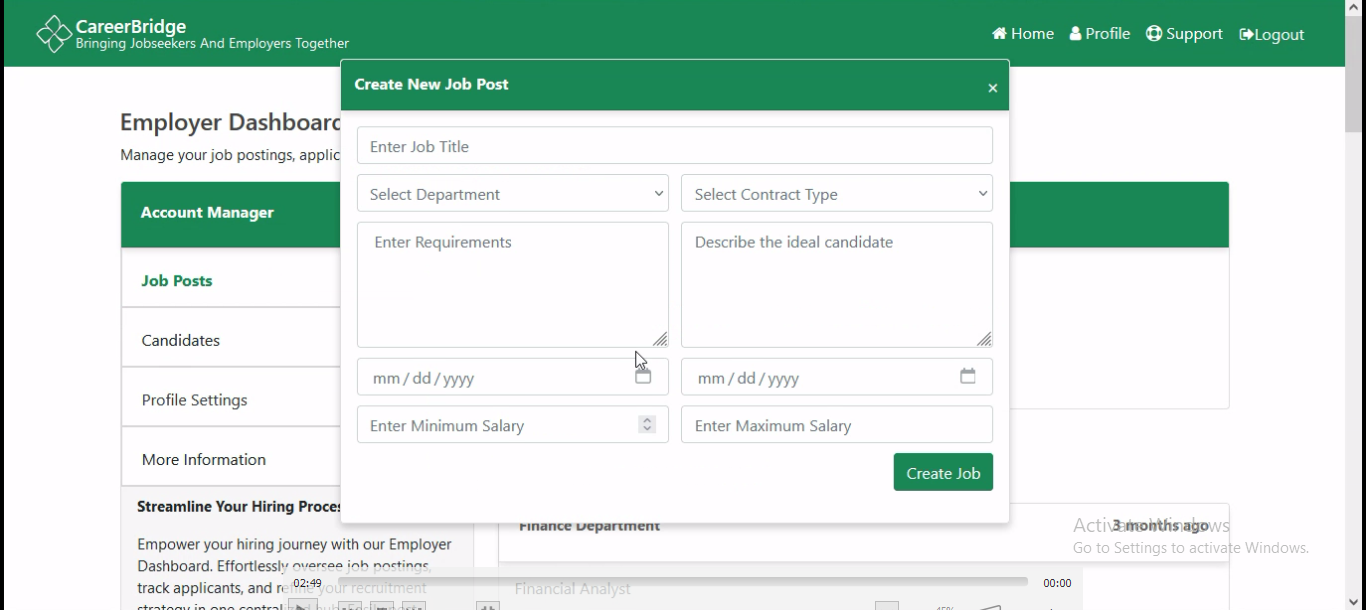 CareerBridge
Bringing Jobseekers And Employers Together
Home Profile Support Logout
Create New Job Post
×
Employer Dashboard
Manage your job postings, applic
Enter Job Title
Select Department
Select Contract Type
Account Manager
Enter Requirements
Describe the ideal candidate
Job Posts
Candidates
mm/dd/yyyy
mm/dd/yyyy
Profile Settings
Enter Minimum Salary
Enter Maximum Salary
More Information
Create Job
Streamline Your Hiring Proces
Finance Department
3 months ago
Activate Windows
Go to Settings to activate Windows.
Empower your hiring journey with our Employer
Dashboard. Effortlessly oversee job postings,
track applicants, and refine your recruitment
strategy in one central
02:49
00:00
Financial Analyst
45%